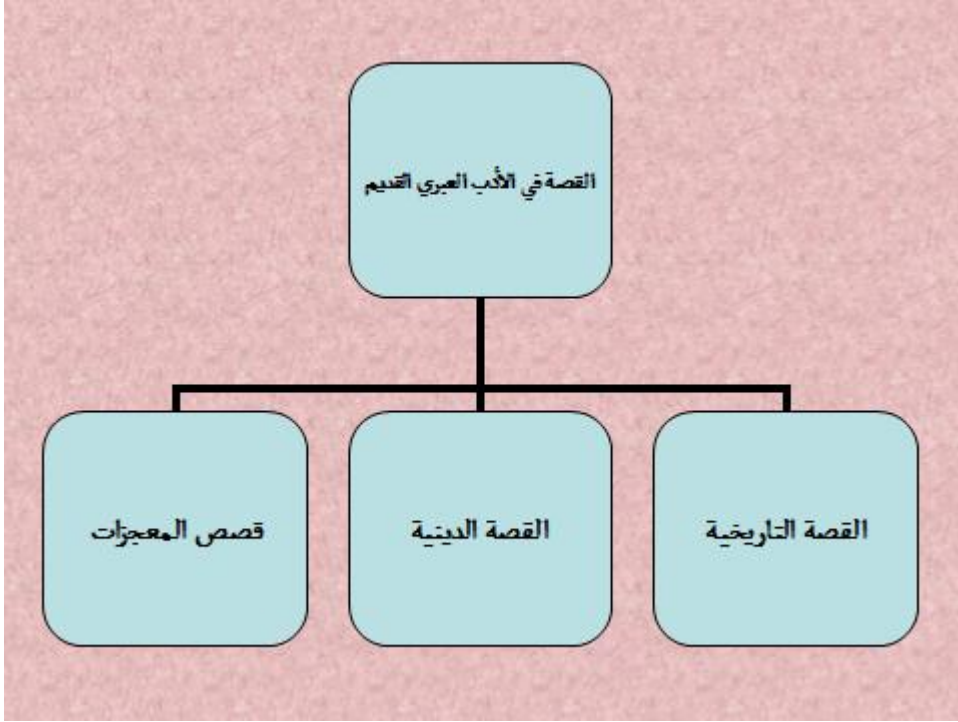 القصة في الأدب العبري القديم
القصة التاريخية
القصة الدينية
قصص المعجزات